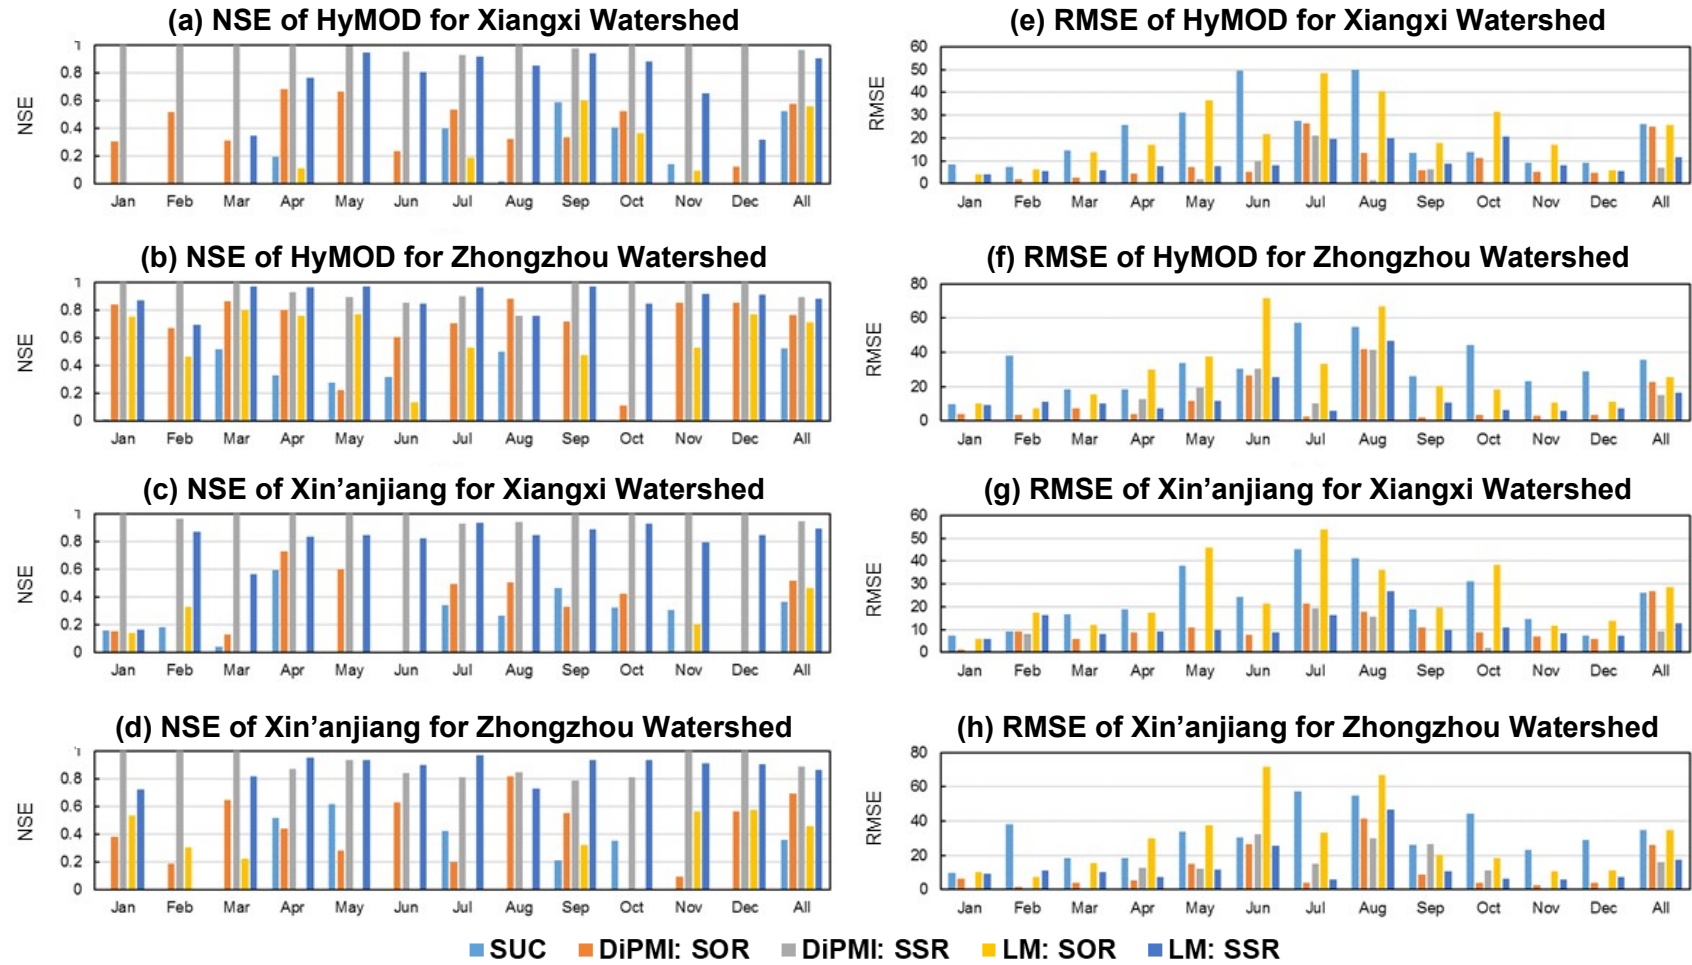 (a) NSE of HyMOD for Xiangxi Watershed
NSE
1
0.8
0.6
0.4
0.2
0
Jan Feb Mar Apr May Jun Jul Aug Sep Oct Nov Dec All
(e) RMSE of HyMOD for Xiangxi Watershed
RMSE
60
50
40
30
20
10
0
Jan Feb Mar Apr May Jun Jul Aug Sep Oct Nov Dec All
(b) NSE of HyMOD for Zhongzhou Watershed
NSE
1
0.8
0.6
0.4
0.2
0
Jan Feb Mar Apr May Jun Jul Aug Sep Oct Nov Dec All
(f) RMSE of HyMOD for Zhongzhou Watershed
RMSE
80
60
40
20
0
Jan Feb Mar Apr May Jun Jul Aug Sep Oct Nov Dec All
(c) NSE of Xin’anjiang for Xiangxi Watershed
NSE
1
0.8
0.6
0.4
0.2
0
Jan Feb Mar Apr May Jun Jul Aug Sep Oct Nov Dec All
(g) RMSE of Xin’anjiang for Xiangxi Watershed
RMSE
60
50
40
30
20
10
0
Jan Feb Mar Apr May Jun Jul Aug Sep Oct Nov Dec All
(d) NSE of Xin’anjiang for Zhongzhou Watershed
NSE
1
0.8
0.6
0.4
0.2
0
Jan Feb Mar Apr May Jun Jul Aug Sep Oct Nov Dec All
(h) RMSE of Xin’anjiang for Zhongzhou Watershed
RMSE
80
60
40
20
0
Jan Feb Mar Apr May Jun Jul Aug Sep Oct Nov Dec All
SUC DiPMI: SOR DiPMI: SSR LM: SOR LM: SSR